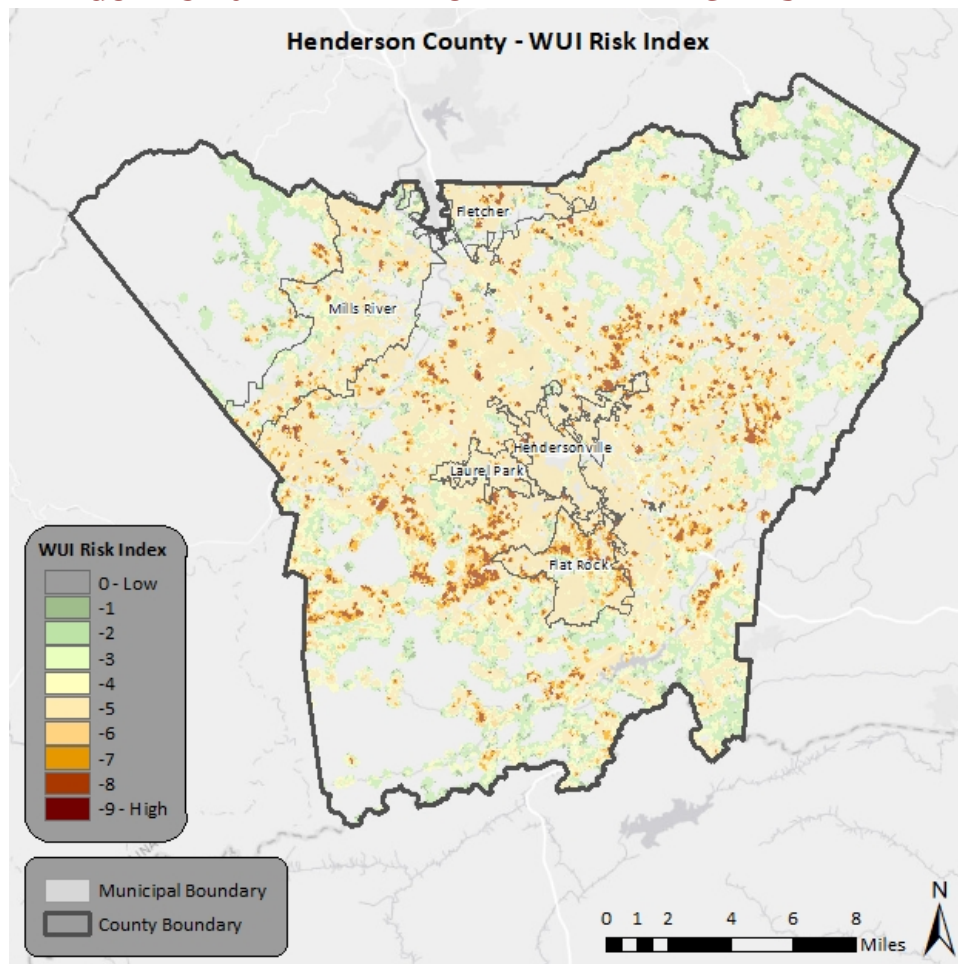 Henderson County - WUI Risk Index
Fletcher
Mills River
Hendersonville
Laurel Park
Flat Rock
WUI Risk Index
0 - Low
-1
-2
-3
-4
-5
-6
-7
-8
-9 - High
Municipal Boundary
County Boundary
N
0 1 2 4 6 8
Miles